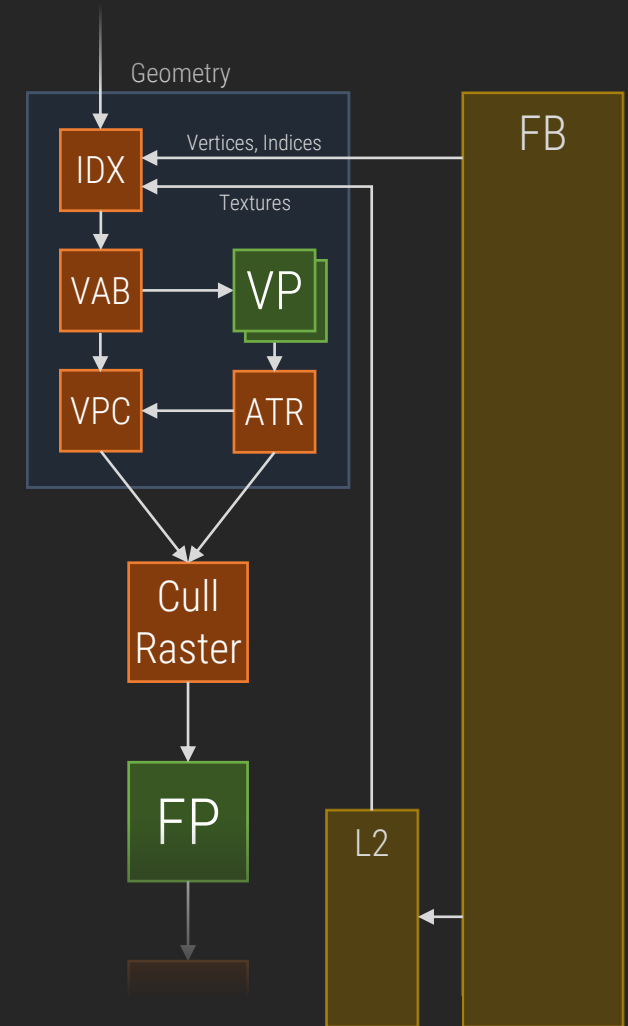 Geometry
FB
Vertices, Indices
IDX
Textures
VAB
VP
VPC
ATR
Cull
Raster
FP
L2